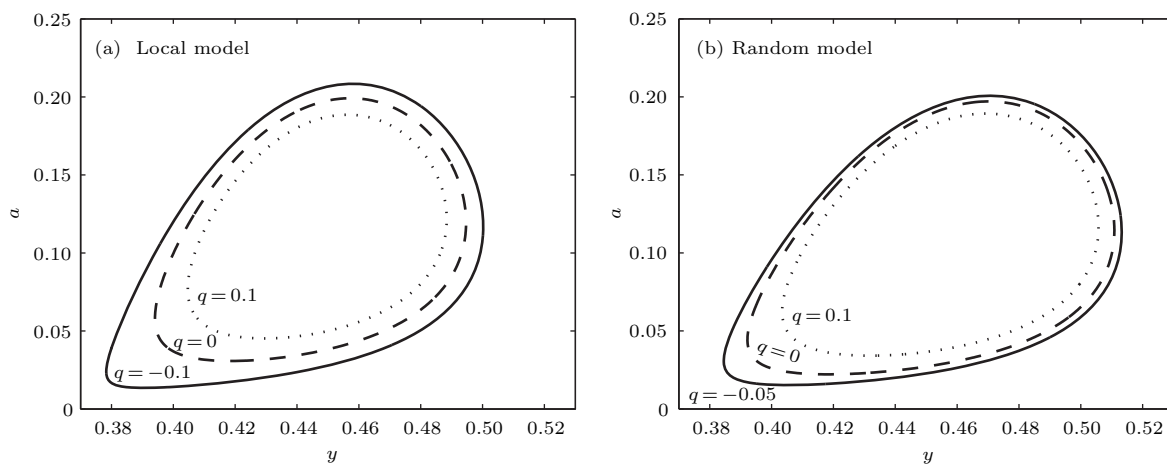 (a) Local model
0.25
0.20
0.15
0.10
0.05
0
a
q = 0.1
q = 0
q = −0.1
0.38 0.40 0.42 0.44 0.46 0.48 0.50 0.52
y
(b) Random model
0.25
0.20
0.15
0.10
0.05
0
a
q = 0.1
q = 0
q = −0.05
0.38 0.40 0.42 0.44 0.46 0.48 0.50 0.52
y